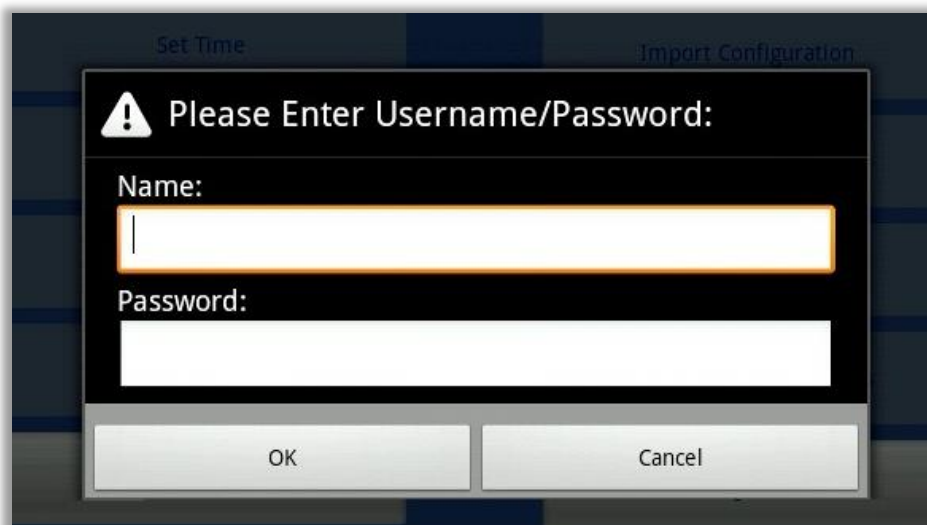 Set Time
Import Configuration
Please Enter Username/Password:
Name:
Password:
OK
Cancel